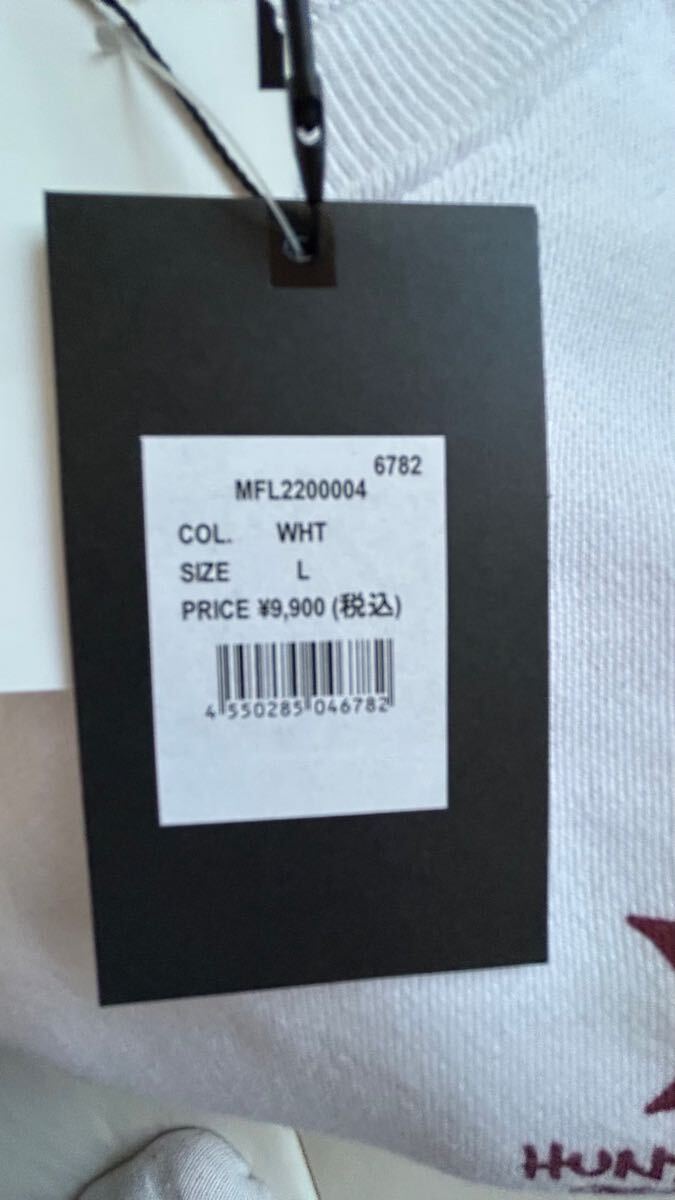 6782
MFL2200004
COL. WHT
SIZE L
PRICE ¥9,900 (税込)
4 550285 046782